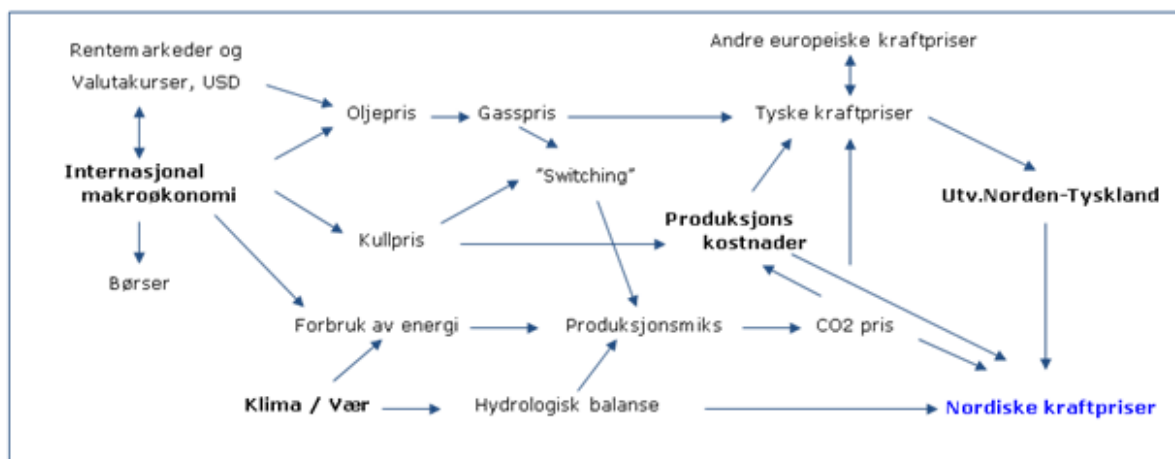 Rentemarkeder og
Valutakurser, USD
Andre europeiske kraftpriser
Oljepris
Gasspris
Tyske kraftpriser
Internasjonal
makroøkonomi
"Switching"
Utv.Norden-Tyskland
Produksjons
kostnader
Kullpris
Børser
Forbruk av energi
Produksjonsmiks
CO2 pris
Klima / Vær
Hydrologisk balanse
Nordiske kraftpriser